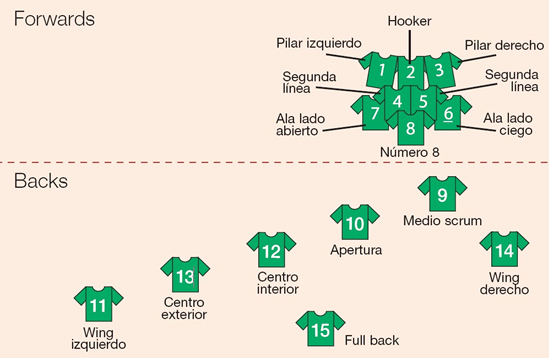 Forwards
Hooker
Pilar izquierdo
Pilar derecho
1
2
3
Segunda
línea
Segunda
línea
4
5
7
6
8
Ala lado
abierto
Ala lado
ciego
Número 8
Backs
9
Medio scrum
10
Apertura
12
Centro
interior
14
Wing
derecho
13
Centro
exterior
11
Wing
izquierdo
15
Full back